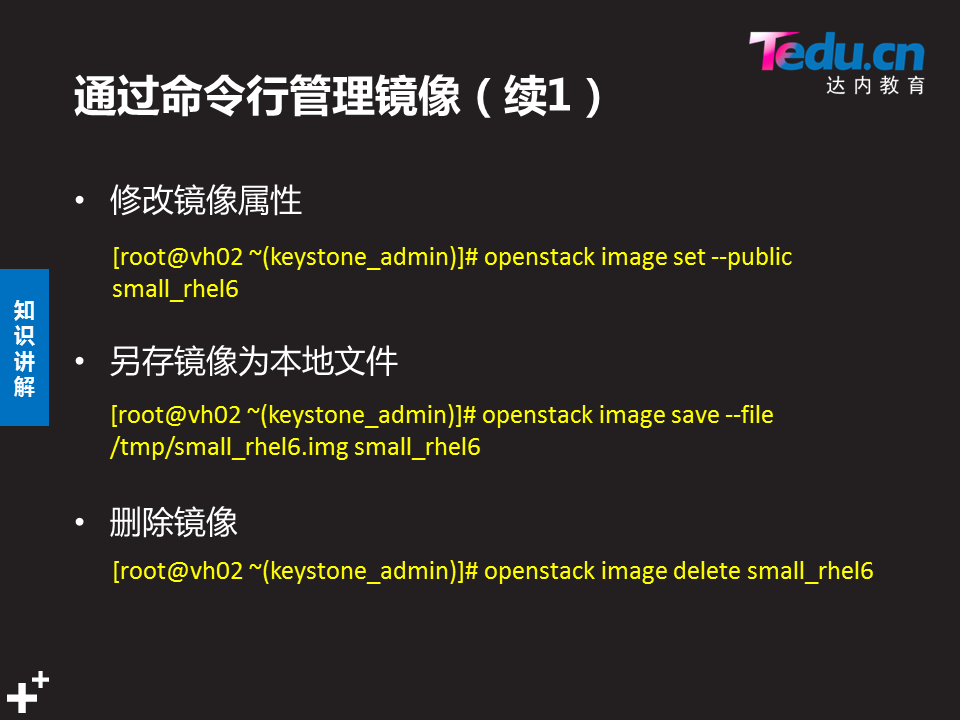 Tedu.cn
达内教育
通过命令行管理镜像（续1）
• 修改镜像属性
[root@vh02 ~(keystone_admin)]# openstack image set --public
small_rhel6
知识讲解
• 另存镜像为本地文件
[root@vh02 ~(keystone_admin)]# openstack image save --file
/tmp/small_rhel6.img small_rhel6
• 删除镜像
[root@vh02 ~(keystone_admin)]# openstack image delete small_rhel6